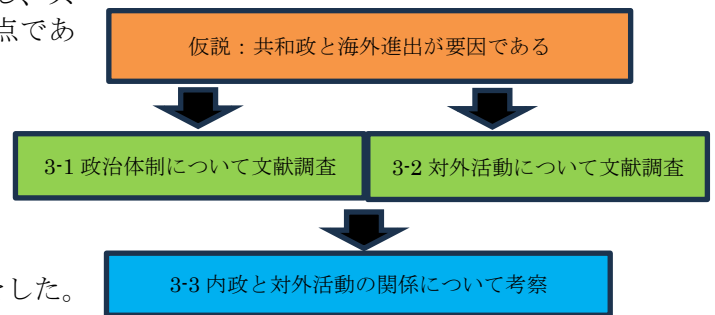 点であ
仮説：共和政と海外進出が要因である
3-1 政治体制について文献調査
3-2 対外活動について文献調査
した。
3-3 内政と対外活動の関係について考察